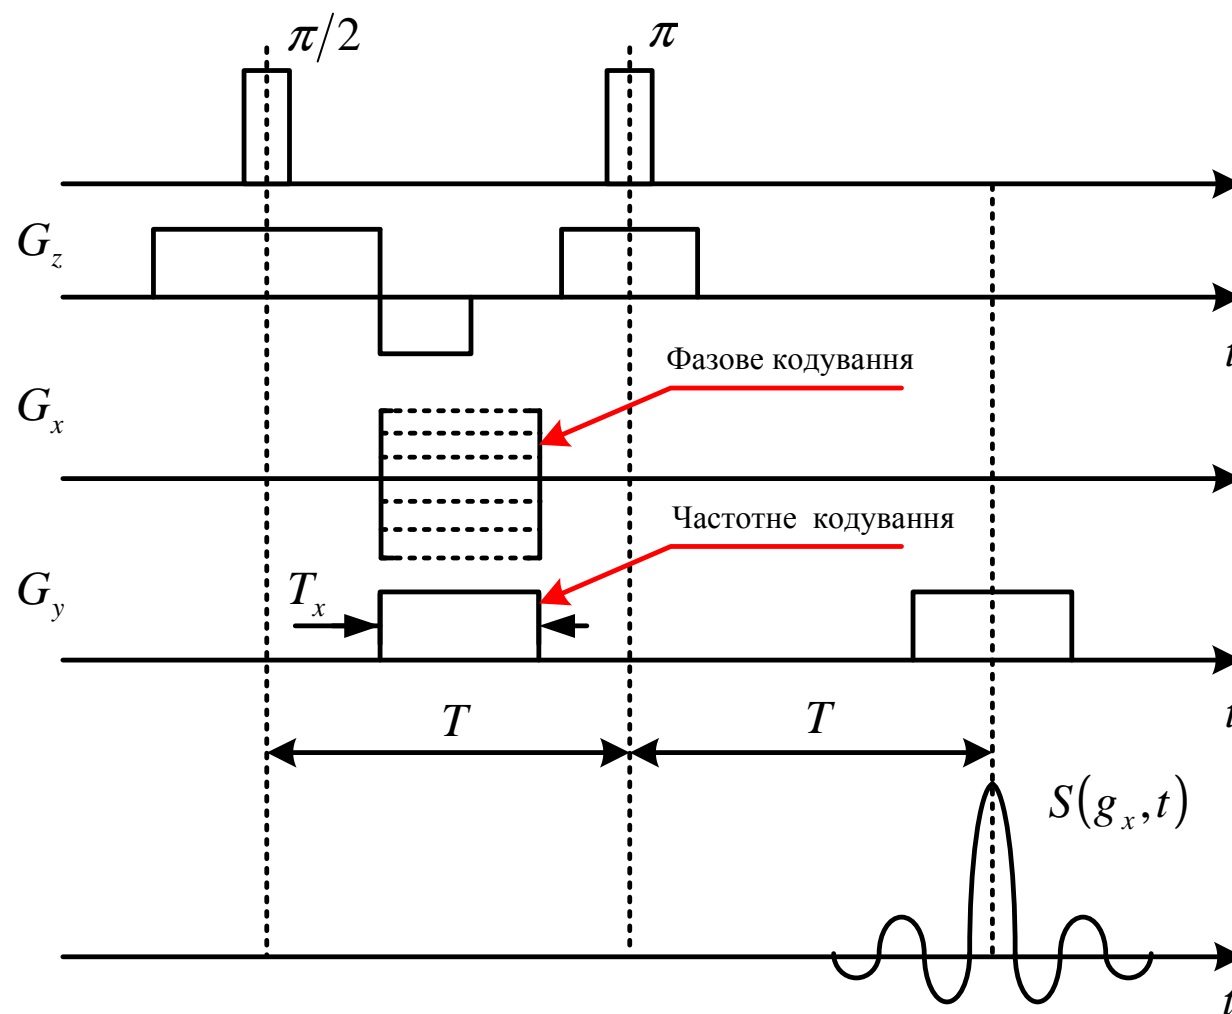 π/2
π
G_z
t
Фазове кодування
G_x
Частотне кодування
G_y
T_x
t
T
T
S(g_x,t)
t